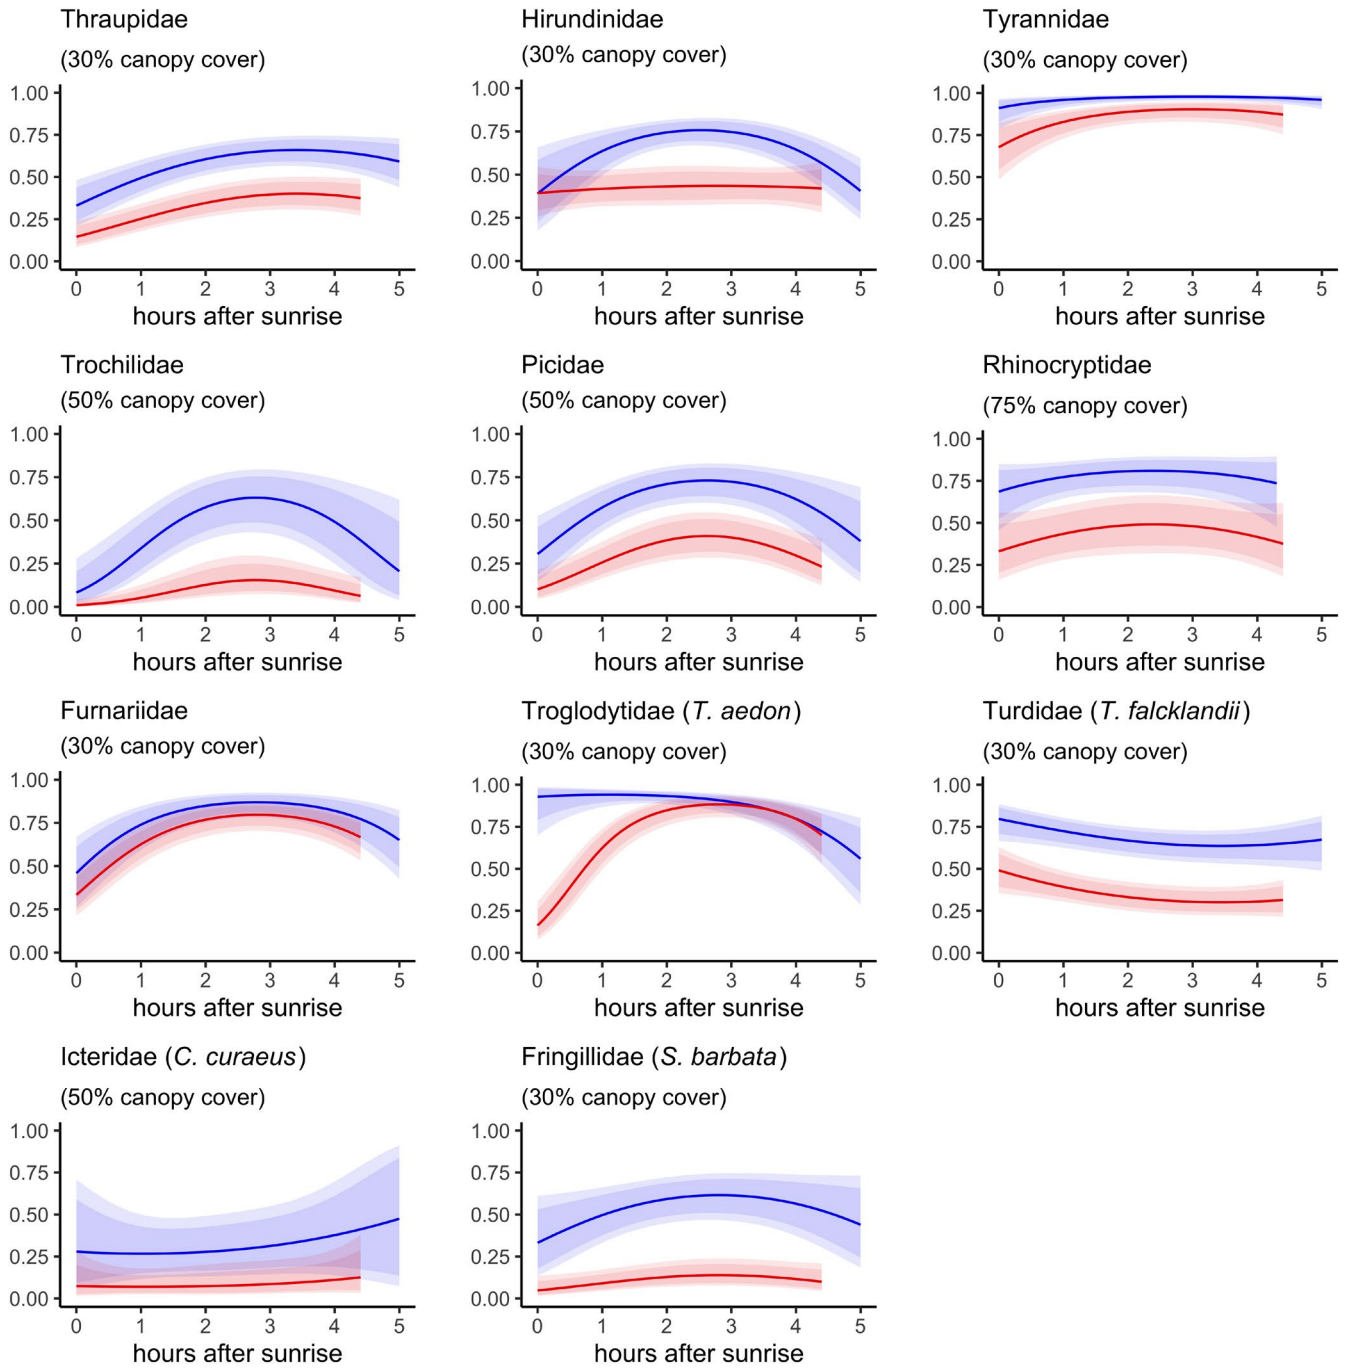 Thraupidae
(30% canopy cover)
1.00
0.75
0.50
0.25
0.00
0 1 2 3 4 5
hours after sunrise
Hirundinidae
(30% canopy cover)
1.00
0.75
0.50
0.25
0.00
0 1 2 3 4 5
hours after sunrise
Tyrannidae
(30% canopy cover)
1.00
0.75
0.50
0.25
0.00
0 1 2 3 4 5
hours after sunrise
Trochilidae
(50% canopy cover)
1.00
0.75
0.50
0.25
0.00
0 1 2 3 4 5
hours after sunrise
Picidae
(50% canopy cover)
1.00
0.75
0.50
0.25
0.00
0 1 2 3 4 5
hours after sunrise
Rhinocryptidae
(75% canopy cover)
1.00
0.75
0.50
0.25
0.00
0 1 2 3 4 5
hours after sunrise
Furnariidae
(30% canopy cover)
1.00
0.75
0.50
0.25
0.00
0 1 2 3 4 5
hours after sunrise
Troglodytidae (T. aedon)
(30% canopy cover)
1.00
0.75
0.50
0.25
0.00
0 1 2 3 4 5
hours after sunrise
Turdidae (T. falcklandii)
(30% canopy cover)
1.00
0.75
0.50
0.25
0.00
0 1 2 3 4 5
hours after sunrise
Icteridae (C. curaeus)
(50% canopy cover)
1.00
0.75
0.50
0.25
0.00
0 1 2 3 4 5
hours after sunrise
Fringillidae (S. barbata)
(30% canopy cover)
1.00
0.75
0.50
0.25
0.00
0 1 2 3 4 5
hours after sunrise